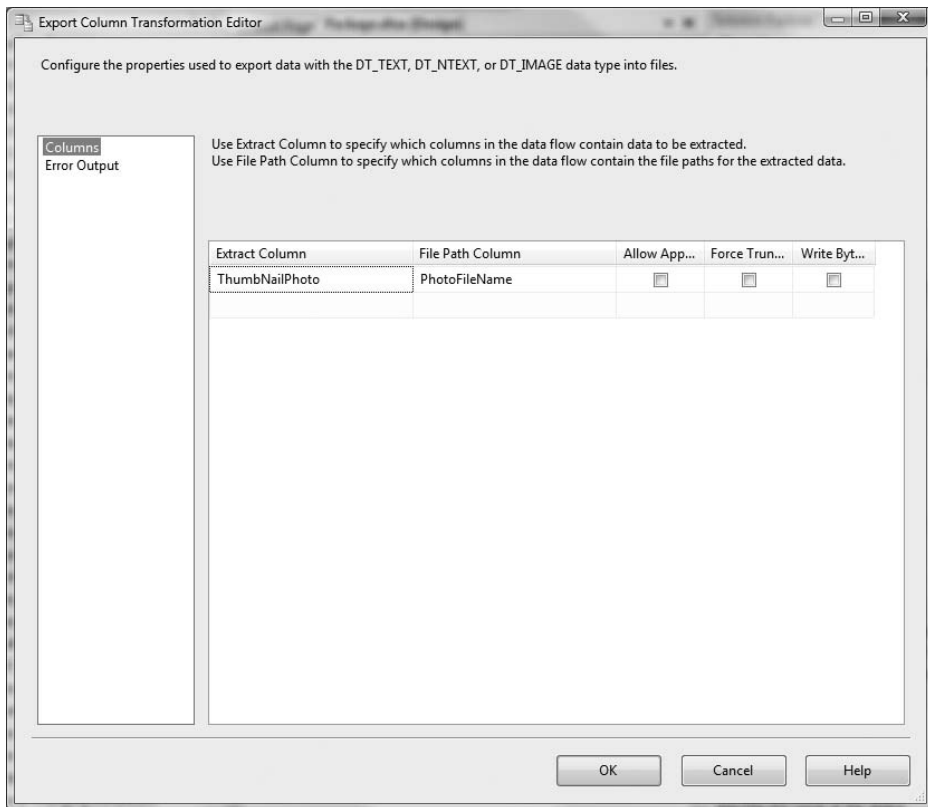 Export Column Transformation Editor
Configure the properties used to export data with the DT_TEXT, DT_NTEXT, or DT_IMAGE data type into files.
Columns
Error Output
Use Extract Column to specify which columns in the data flow contain data to be extracted.
Use File Path Column to specify which columns in the data flow contain the file paths for the extracted data.
Extract Column File Path Column Allow App... Force Trun... Write Byt...
ThumbNailPhoto PhotoFileName
OK Cancel Help